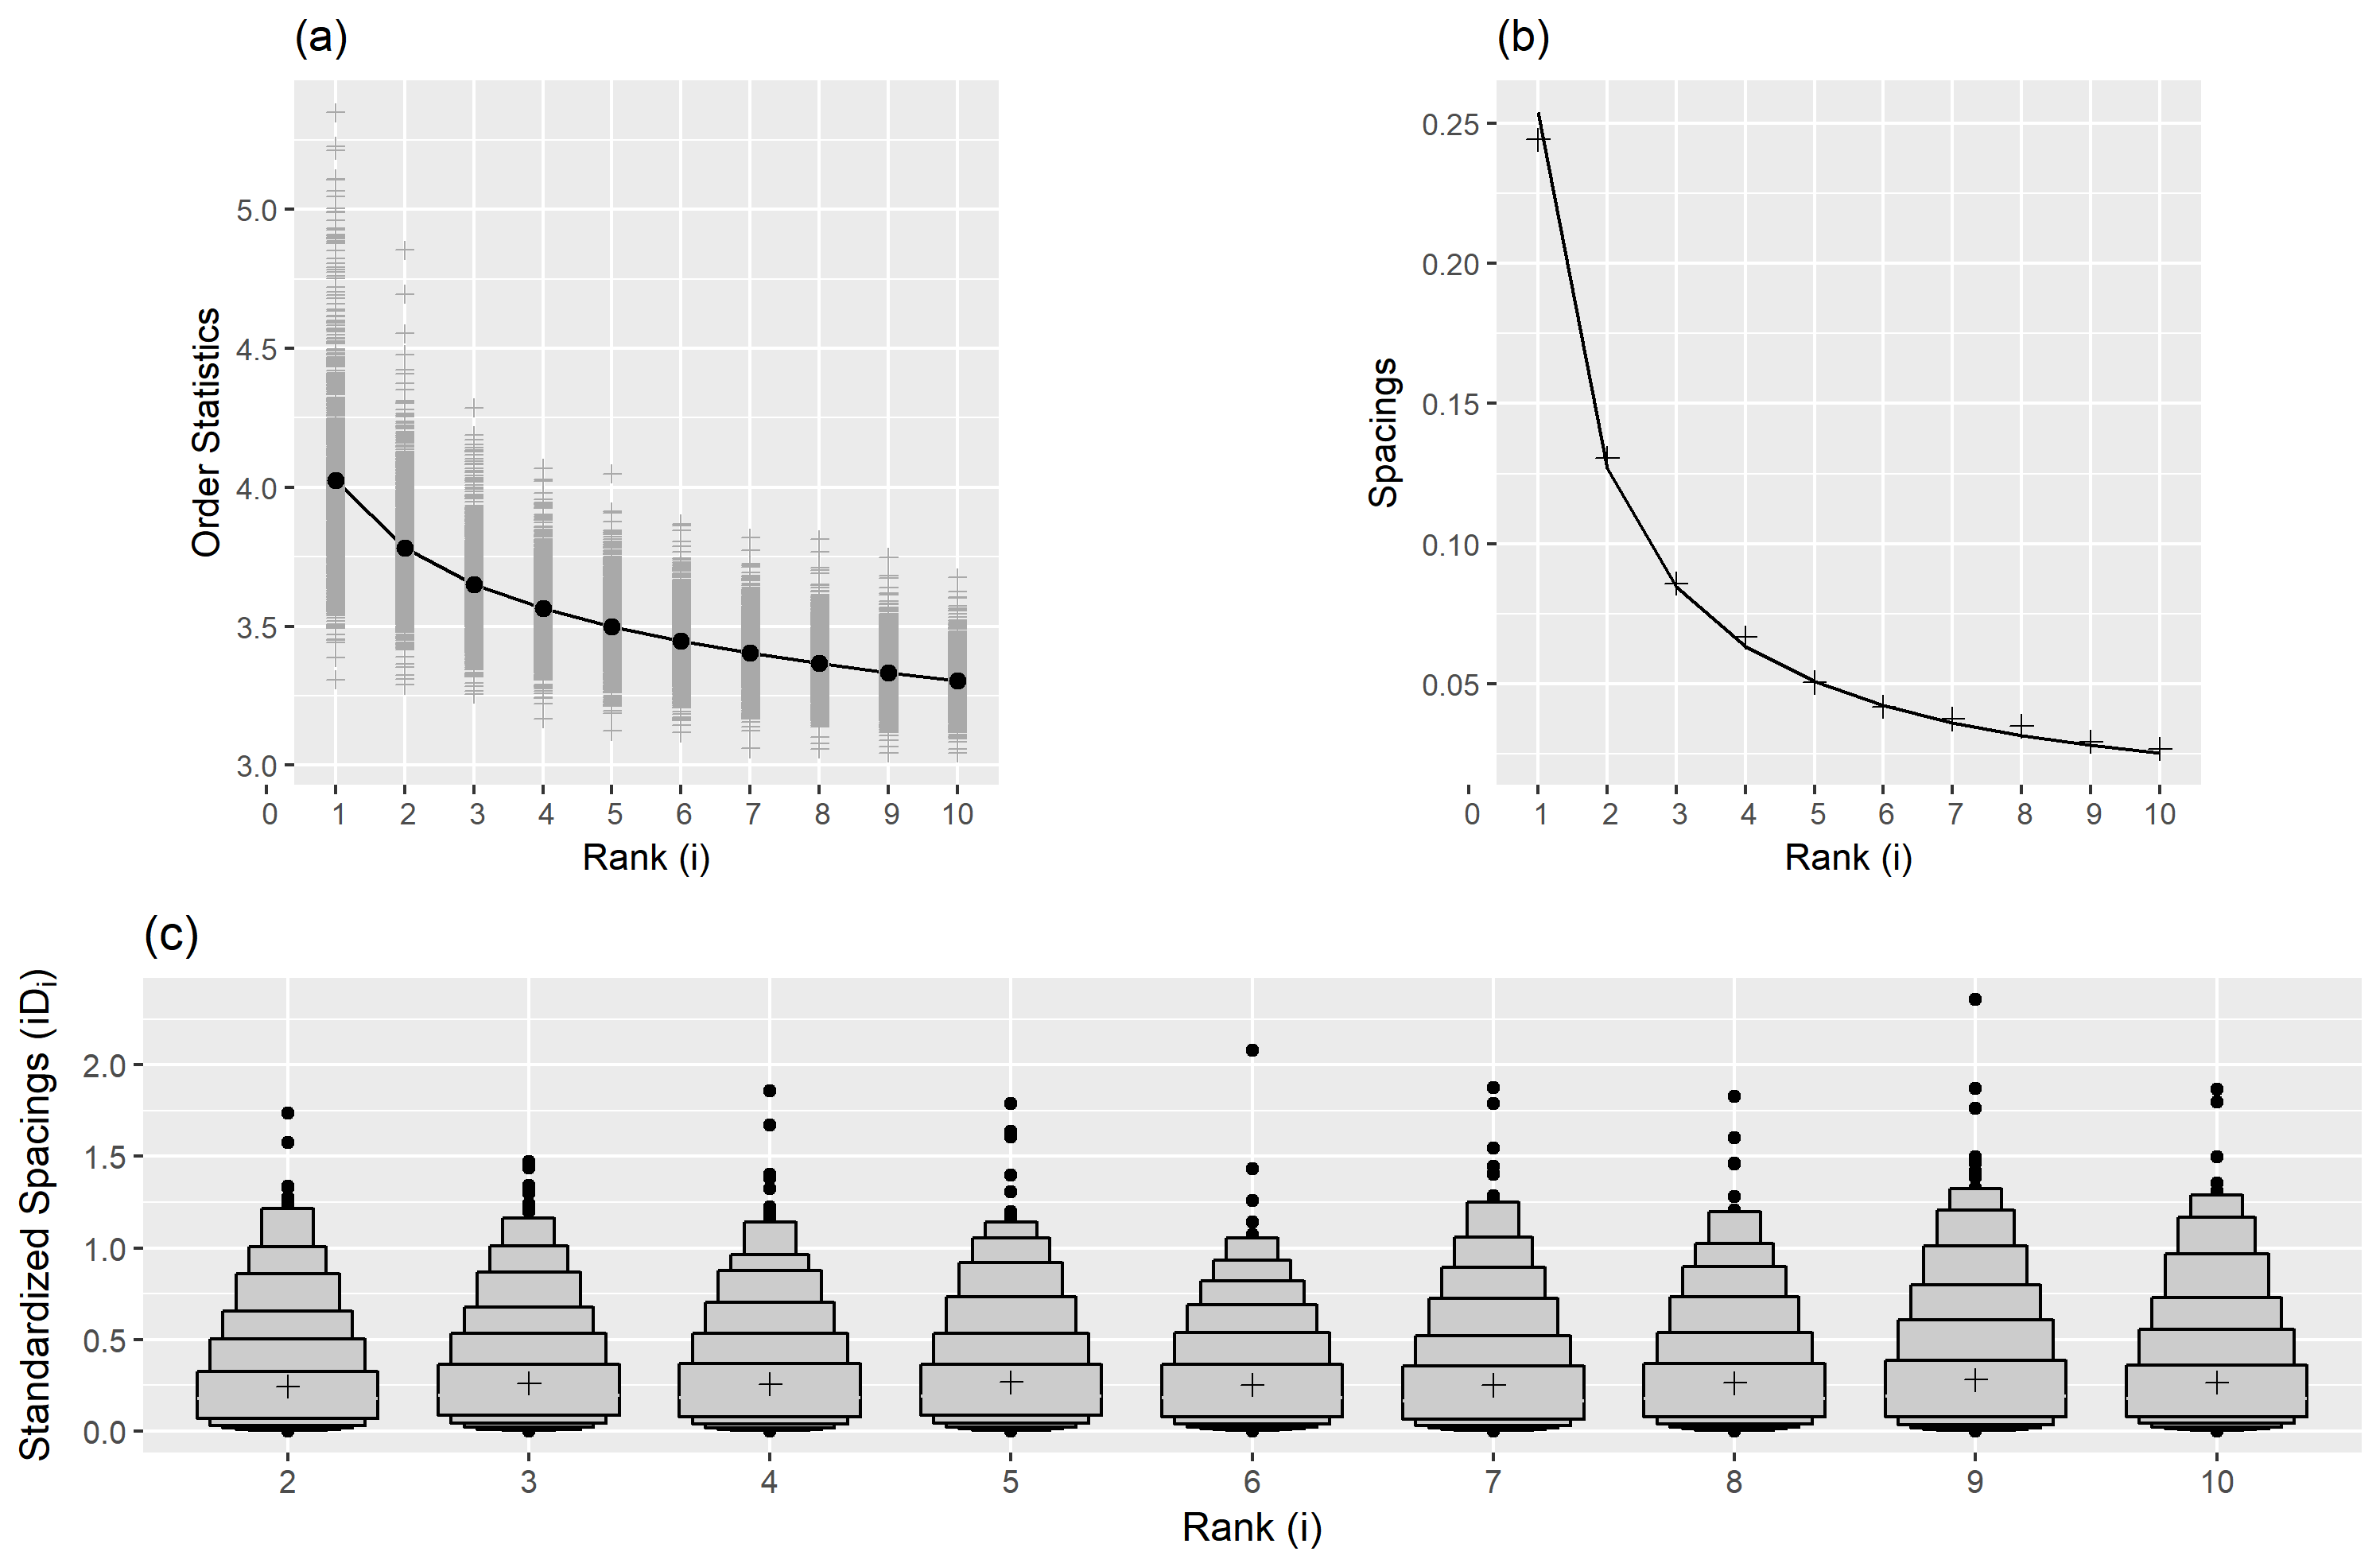 (a)
Order Statistics
5.0
4.5
4.0
3.5
3.0
0 1 2 3 4 5 6 7 8 9 10
Rank (i)
(b)
Spacings
0.25
0.20
0.15
0.10
0.05
0 1 2 3 4 5 6 7 8 9 10
Rank (i)
(c)
Standardized Spacings (iDᵢ)
2.0
1.5
1.0
0.5
0.0
2 3 4 5 6 7 8 9 10
Rank (i)